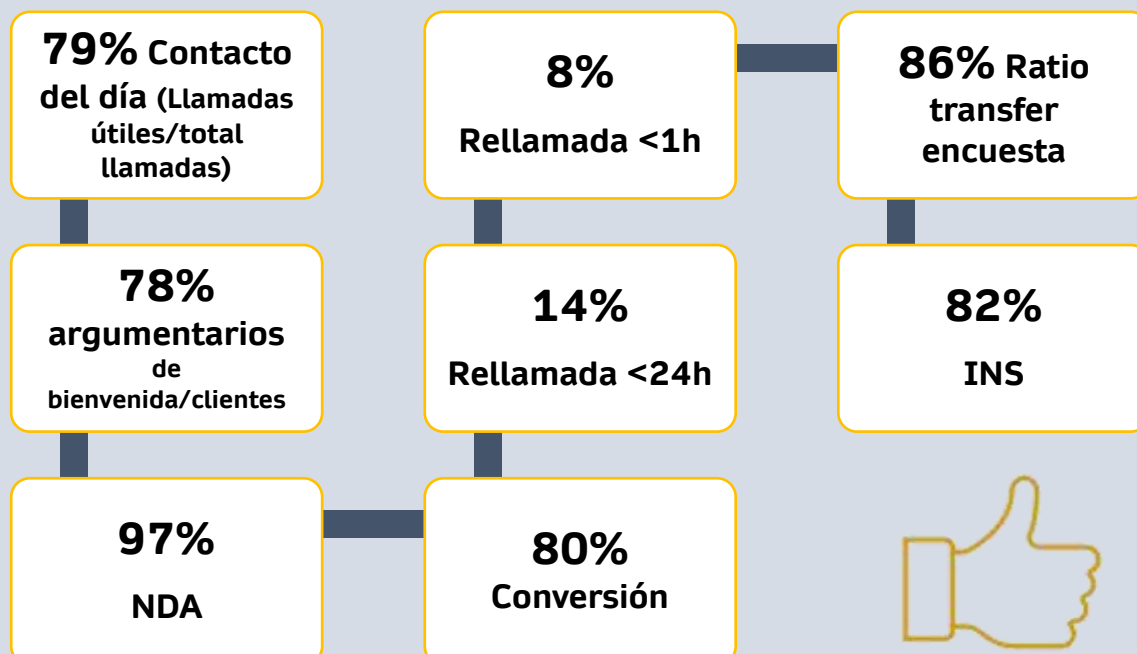 79% Contacto
del día (Llamadas
útiles/total
llamadas)
78%
argumentarios
de
bienvenida/clientes
97%
NDA
80%
Conversión
14%
Rellamada <24h
8%
Rellamada <1h
86% Ratio
transfer
encuesta
82%
INS